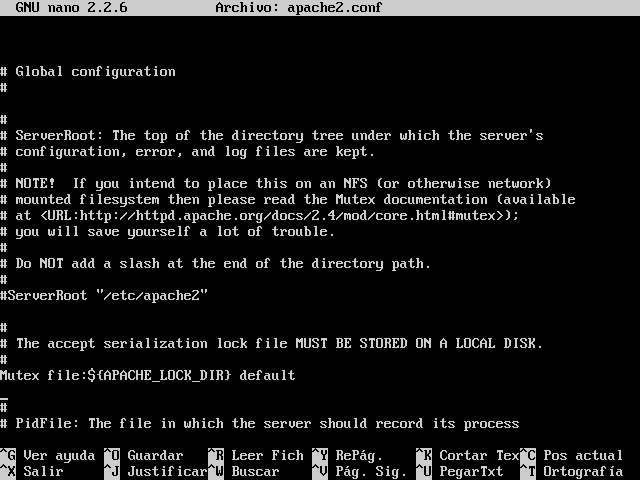 GNU nano 2.2.6 Archivo: apache2.conf
# Global configuration
#
#
# ServerRoot: The top of the directory tree under which the server's
# configuration, error, and log files are kept.
#
# NOTE!  If you intend to place this on an NFS (or otherwise network)
# mounted filesystem then please read the Mutex documentation (available
# at <URL:http://httpd.apache.org/docs/2.4/mod/core.html#mutex>);
# you will save yourself a lot of trouble.
#
# Do NOT add a slash at the end of the directory path.
#
#ServerRoot "/etc/apache2"
#
# The accept serialization lock file MUST BE STORED ON A LOCAL DISK.
#
Mutex file:${APACHE_LOCK_DIR} default
#
# PidFile: The file in which the server should record its process
^G Ver ayuda ^O Guardar ^R Leer Fich ^Y RePág. ^K Cortar Tex^C Pos actual
^X Salir ^J Justificar^W Buscar ^V Pág. Sig. ^U PegarTxt ^T Ortografía